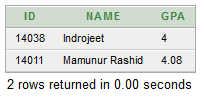 ID NAME GPA
14038 Indrojeet 4
14011 Mamunur Rashid 4.08
2 rows returned in 0.00 seconds